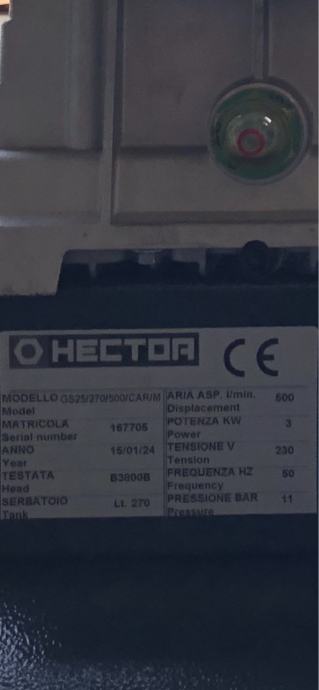 HECTOR CE
MODELLO GS25/270/500/CAR/M ARIA ASP. l/min. 500
Model Displacement
MATRICOLA 167705 POTENZA KW 3
Serial number Power
ANNO 15/01/24 TENSIONE V 230
Year Tension
TESTATA B3800B FREQUENZA HZ 50
Head Frequency
SERBATOIO Lt. 270 PRESSIONE BAR 11
Tank Pressure